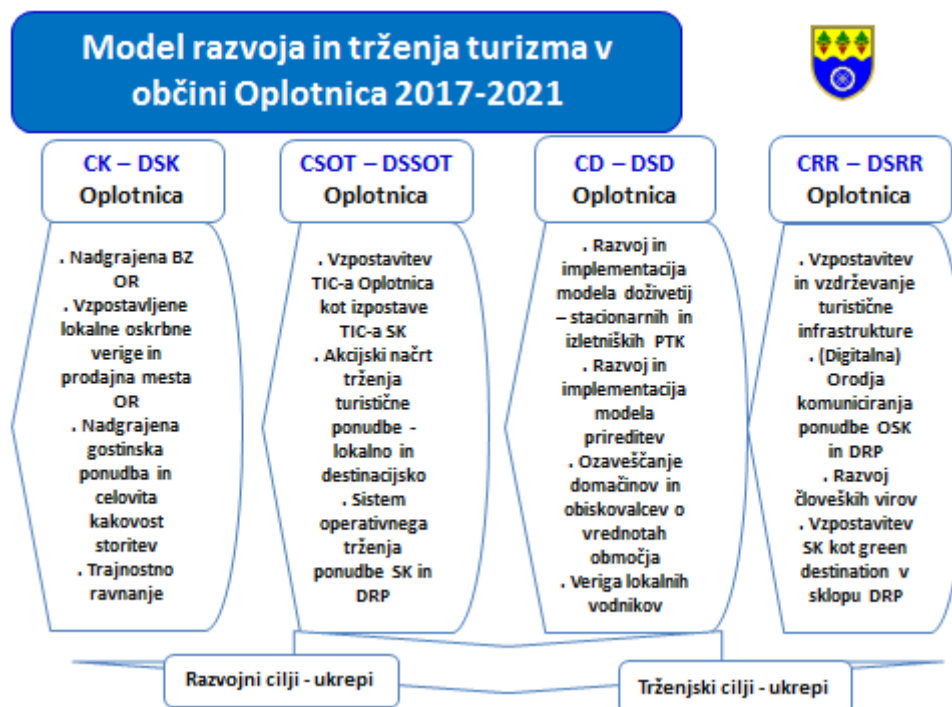 Model razvoja in trženja turizma v
občini Oplotnica 2017-2021
CK – DSK
Oplotnica
. Nadgrajena BZ
OR
. Vzpostavljene
lokalne oskrbne
verige in
prodajna mesta
OR
. Nadgrajena
gostinska
ponudba in
celovita
kakovost
storitev
. Trajnostno
ravnanje
CSOT – DSSOT
Oplotnica
. Vzpostavitev
TIC-a Oplotnica
kot izpostave
TIC-a SK
. Akcijski načrt
trženja
turistične
ponudbe -
lokalno in
destinacijsko
. Sistem
operativnega
trženja
ponudbe SK in
DRP
CD – DSD
Oplotnica
. Razvoj in
implementacija
modela doživetij
– stacionarnih in
izletniških PTK
. Razvoj in
implementacija
modela
prireditev
. Ozaveščanje
domačinov in
obiskovalcev o
vrednotah
območja
. Veriga lokalnih
vodnikov
CRR – DSRR
Oplotnica
. Vzpostavitev
in vzdrževanje
turistične
infrastrukture
. (Digitalna)
Orodja
komuniciranja
ponudbe OSK
in DRP
. Razvoj
človeških virov
. Vzpostavitev
SK kot green
destination v
sklopu DRP
Razvojni cilji - ukrepi
Trženjski cilji - ukrepi